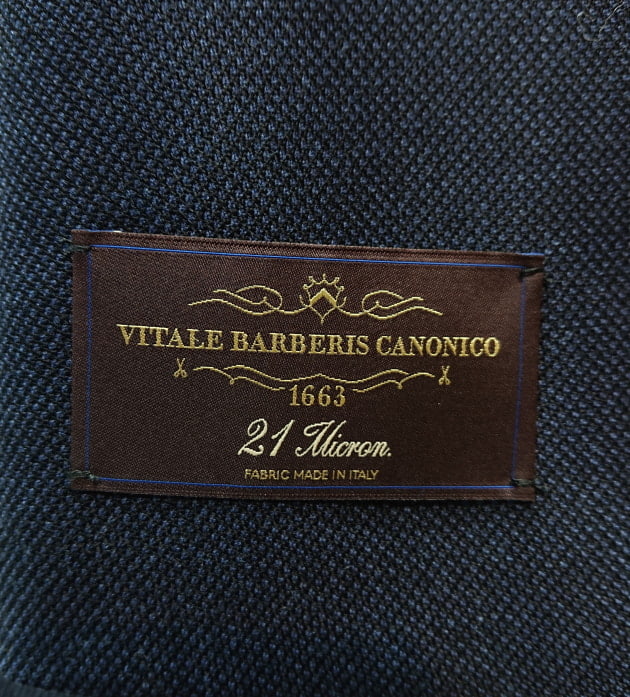 VITALE BARBERIS CANONICO
1663
21 Micron.
FABRIC MADE IN ITALY